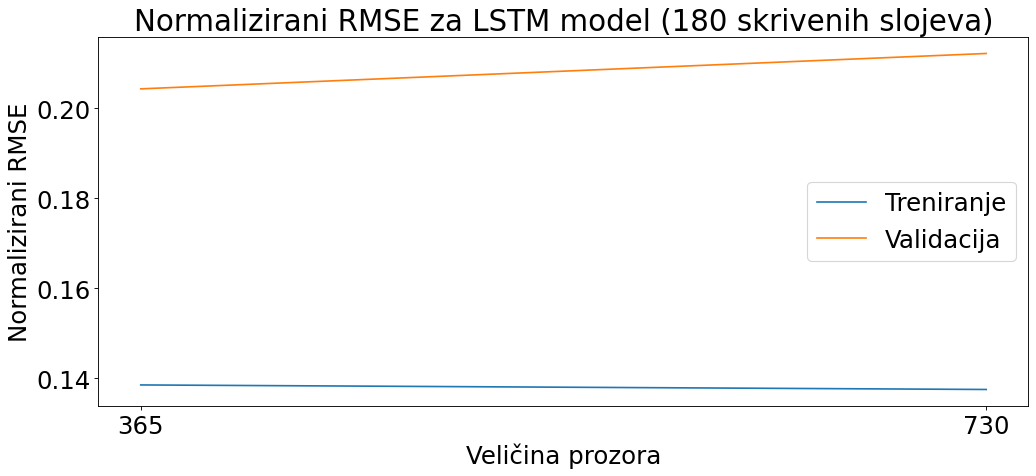 Normalizirani RMSE za LSTM model (180 skrivenih slojeva)
Normalizirani RMSE
0.20
0.18
0.16
0.14
Treniranje
Validacija
365
730
Veličina prozora